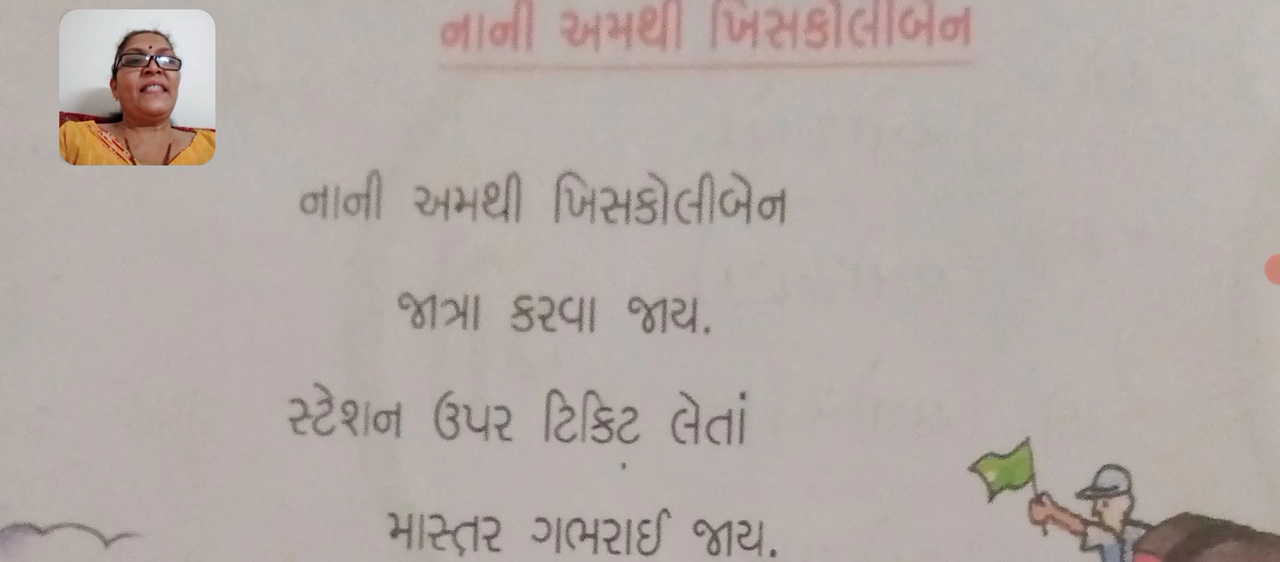 નાની અમથી ખિસકોલીબેન
નાની અમથી ખિસકોલીબેન
જાત્રા કરવા જાય.
સ્ટેશન ઉપર ટિકિટ લેતાં
માસ્તર ગભરાઈ જાય.